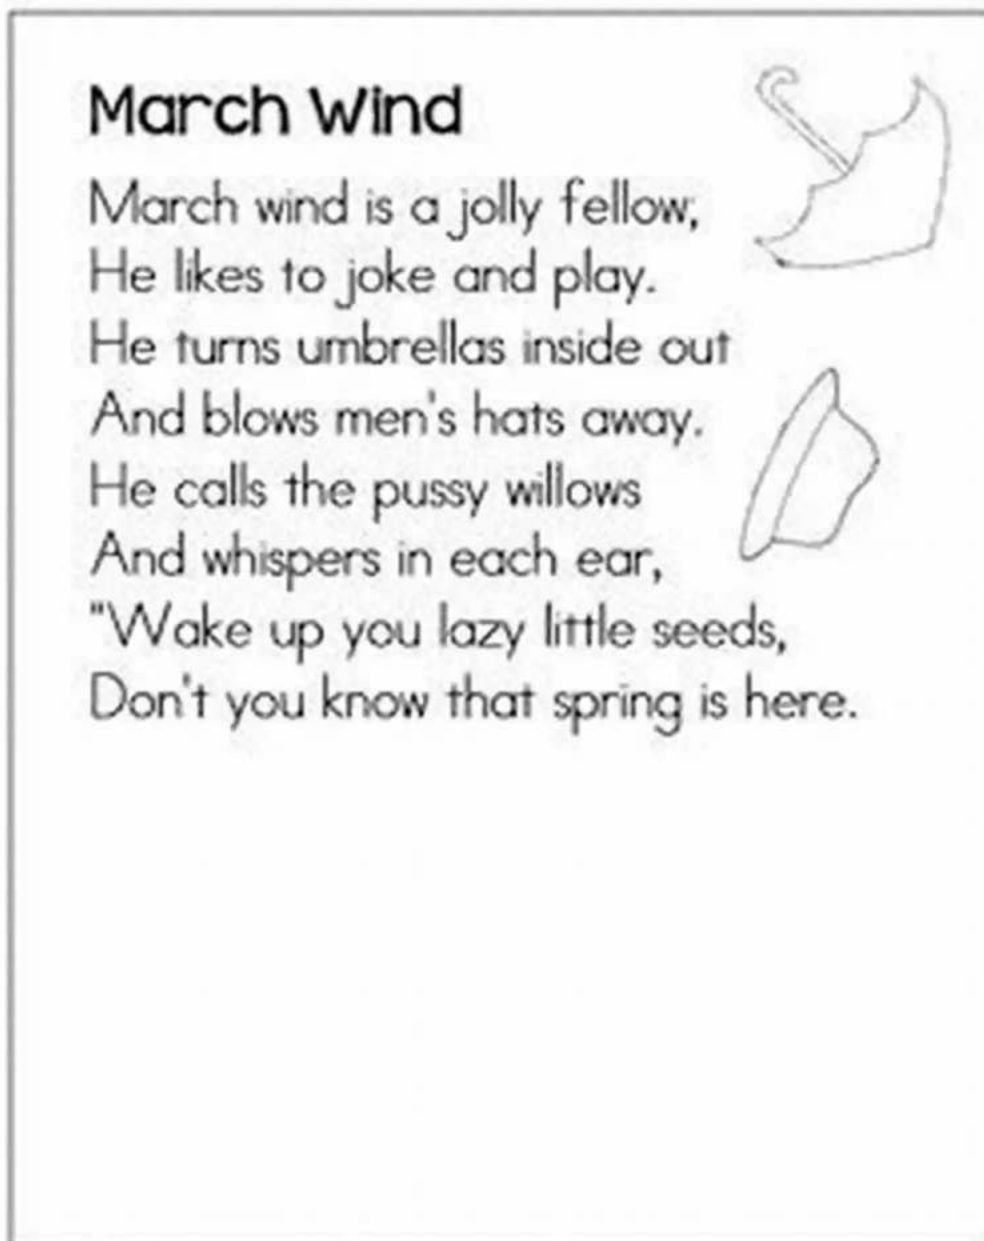 March Wind
March wind is a jolly fellow,
He likes to joke and play.
He turns umbrellas inside out
And blows men's hats away.
He calls the pussy willows
And whispers in each ear,
"Wake up you lazy little seeds,
Don't you know that spring is here.